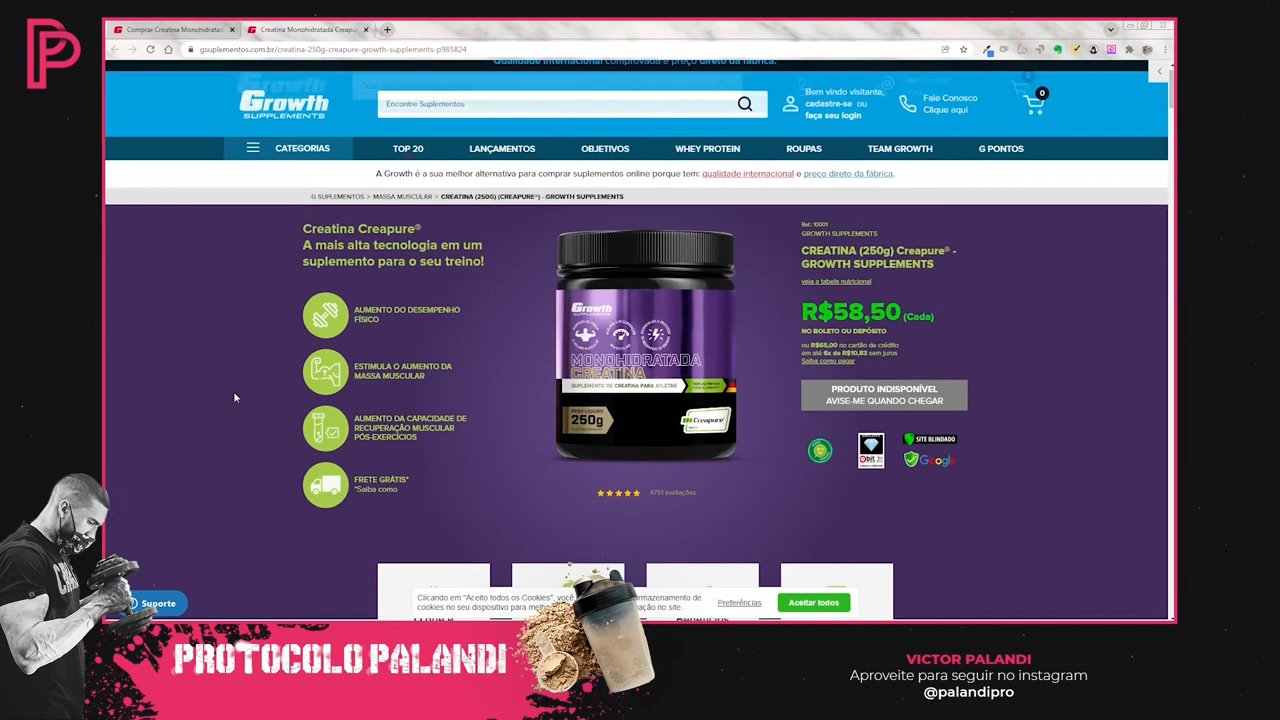 Comprar Creatina Monohidratad
Creatina Monohidratada Creapu
gsuplementos.com.br/creatina-250g-creapure-growth-supplements-p985824
Qualidade internacional comprovada e preço direto da fábrica.
Growth
SUPPLEMENTS
Encontre Suplementos
Bem vindo visitante,
cadastre-se ou
faça seu login
Fale Conosco
Clique aqui
0
CATEGORIAS
TOP 20
LANÇAMENTOS
OBJETIVOS
WHEY PROTEIN
ROUPAS
TEAM GROWTH
G PONTOS
A Growth é a sua melhor alternativa para comprar suplementos online porque tem: qualidade internacional e preço direto da fábrica.
G SUPLEMENTOS > MASSA MUSCULAR > CREATINA (250G) (CREAPURE®) - GROWTH SUPPLEMENTS
Creatina Creapure®
A mais alta tecnologia em um
suplemento para o seu treino!
AUMENTO DO DESEMPENHO
FÍSICO
ESTIMULA O AUMENTO DA
MASSA MUSCULAR
AUMENTO DA CAPACIDADE DE
RECUPERAÇÃO MUSCULAR
PÓS-EXERCÍCIOS
FRETE GRÁTIS*
*Saiba como
Growth
SUPPLEMENTS
MONOHIDRATADA
CREATINA
SUPLEMENTO DE CREATINA PARA ATLETAS
PESO LÍQUIDO
250g
Creapure
4751 avaliações
Ref.: 10001
GROWTH SUPPLEMENTS
CREATINA (250g) Creapure® -
GROWTH SUPPLEMENTS
veja a tabela nutricional
R$58,50 (Cada)
NO BOLETO OU DEPÓSITO
ou R$65,00 no cartão de crédito
em até 6x de R$10,83 sem juros
Saiba como pagar
PRODUTO INDISPONÍVEL
AVISE-ME QUANDO CHEGAR
SITE BLINDADO
Google
Clicando em "Aceito todos os Cookies", você
armazenamento de
cookies no seu dispositivo para melh
no site.
Preferências
Aceitar todos
Suporte
PROTOCOLO PALANDI
VICTOR PALANDI
Aproveite para seguir no instagram
@palandipro